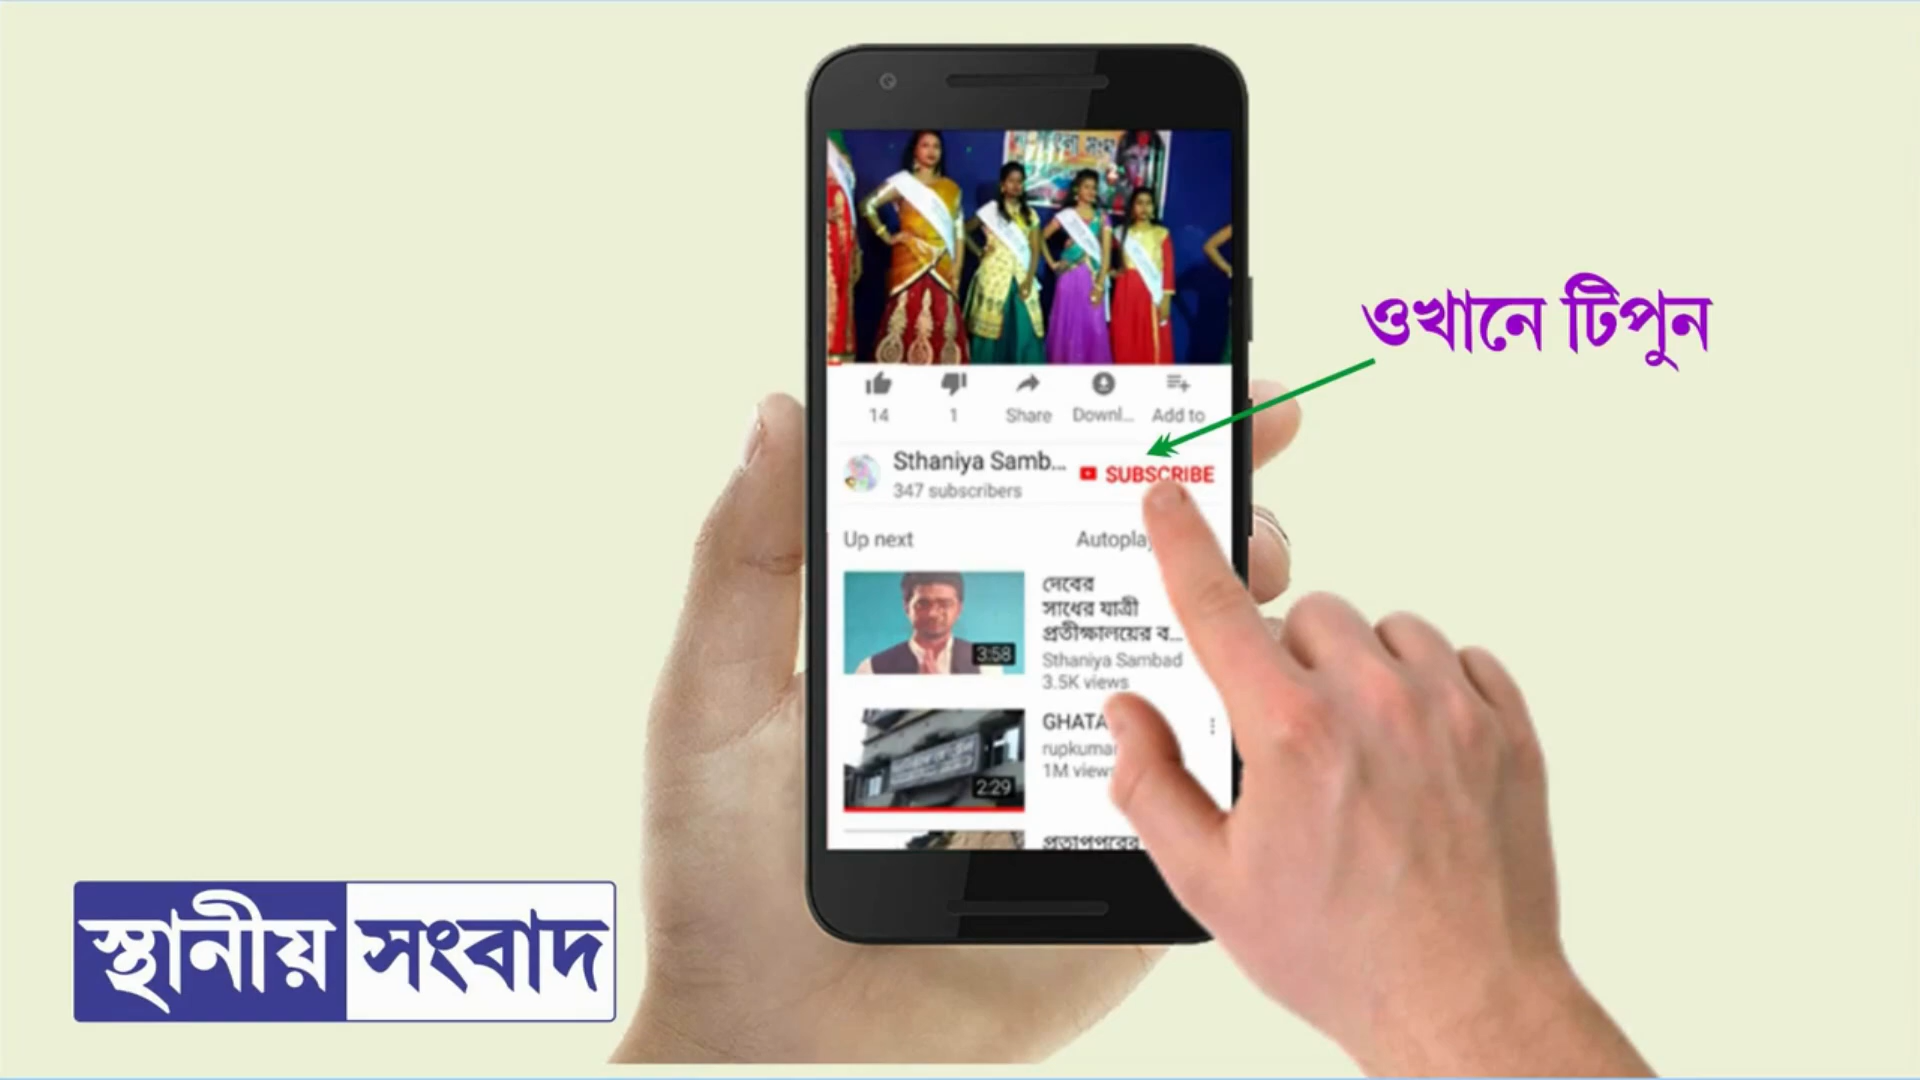 ওখানে টিপুন
14
1
Share
Downl...
Add to
Sthaniya Samb...
347 subscribers
SUBSCRIBE
Up next
Autoplay
3:58
দেবের
সাধের যাত্রী
প্রতীক্ষালয়ের ব...
Sthaniya Sambad
3.5K views
2:29
GHATA
rupkumar
1M views
স্থানীয় সংবাদ